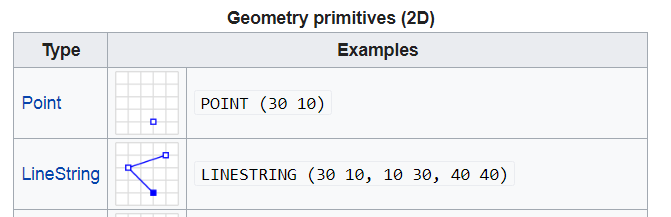 Geometry primitives (2D)
Type Examples
Point POINT (30 10)
LineString LINESTRING (30 10, 10 30, 40 40)